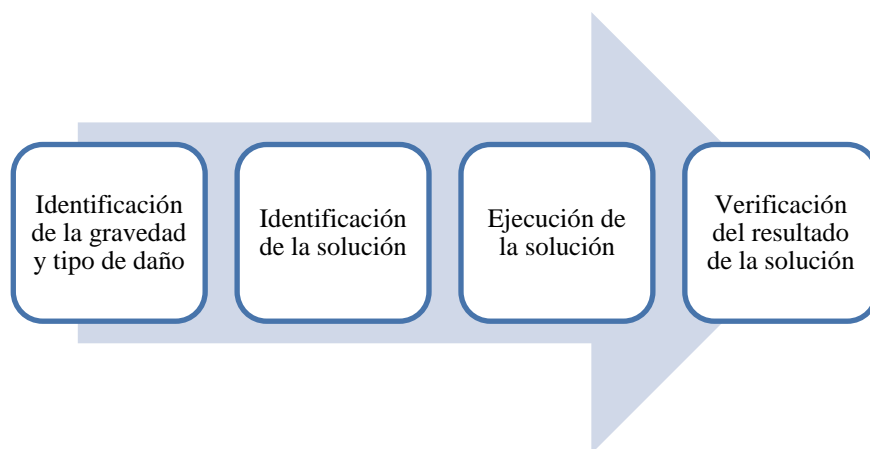 Identificación
de la gravedad
y tipo de daño
Identificación
de la solución
Ejecución de
la solución
Verificación
del resultado
de la solución